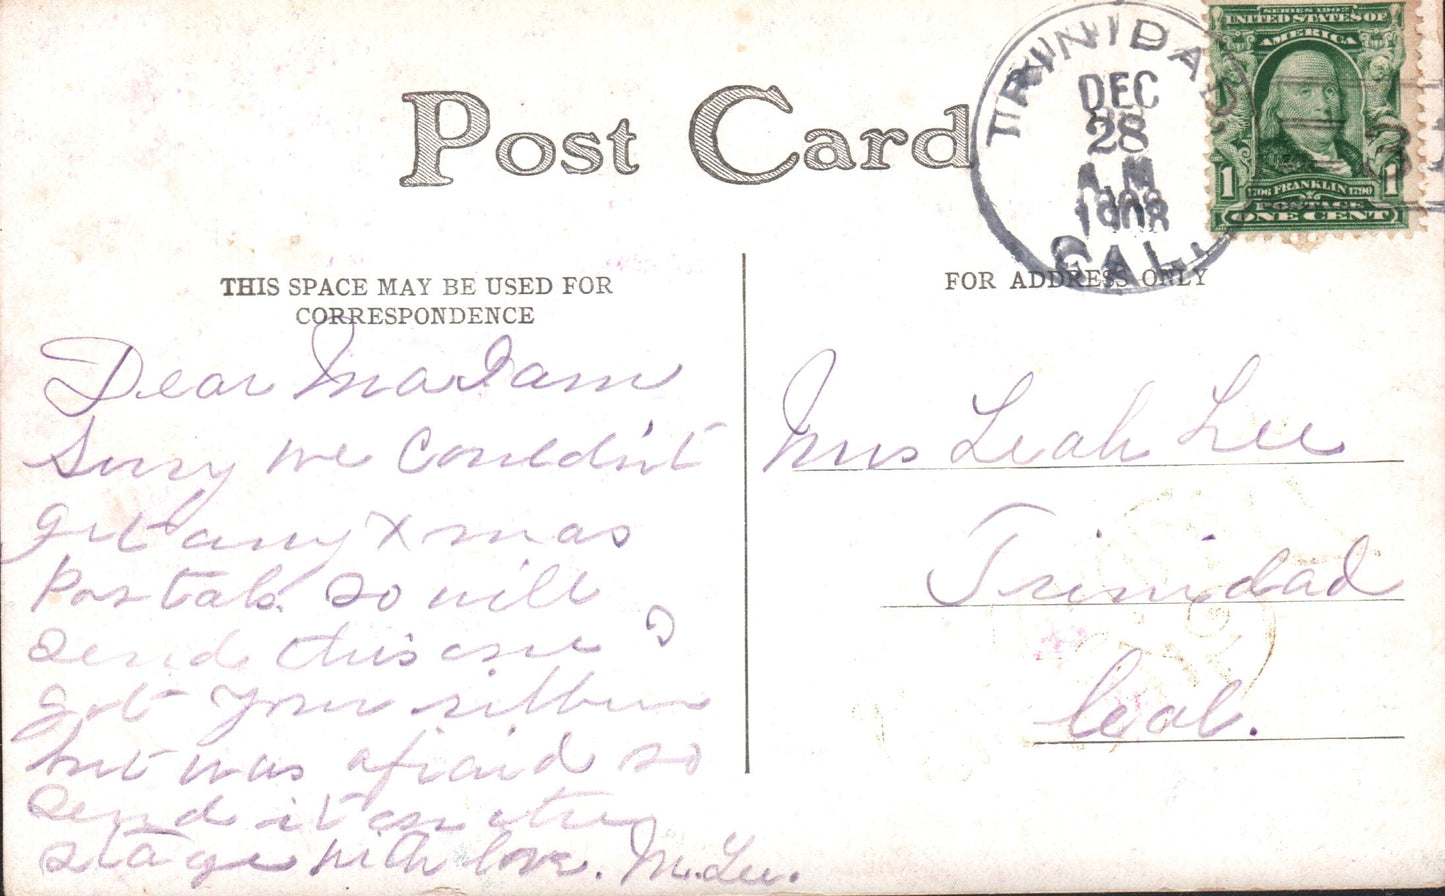 Post Card
TRINIDAD
DEC
28
A.M
1908
CAL.
SERIES 1902
UNITED STATES OF
AMERICA
1 1706 FRANKLIN 1790 1
POSTAGE
ONE CENT
31
THIS SPACE MAY BE USED FOR
CORRESPONDENCE
FOR ADDRESS ONLY
Dear Madam
Sorry we Couldn't
get any Xmas
Postals so will
send this one I
got your ribbon
but was afraid to
send it on the
stage with love. M. Lee.
Mrs Leah Lee
Trinidad
Cal.